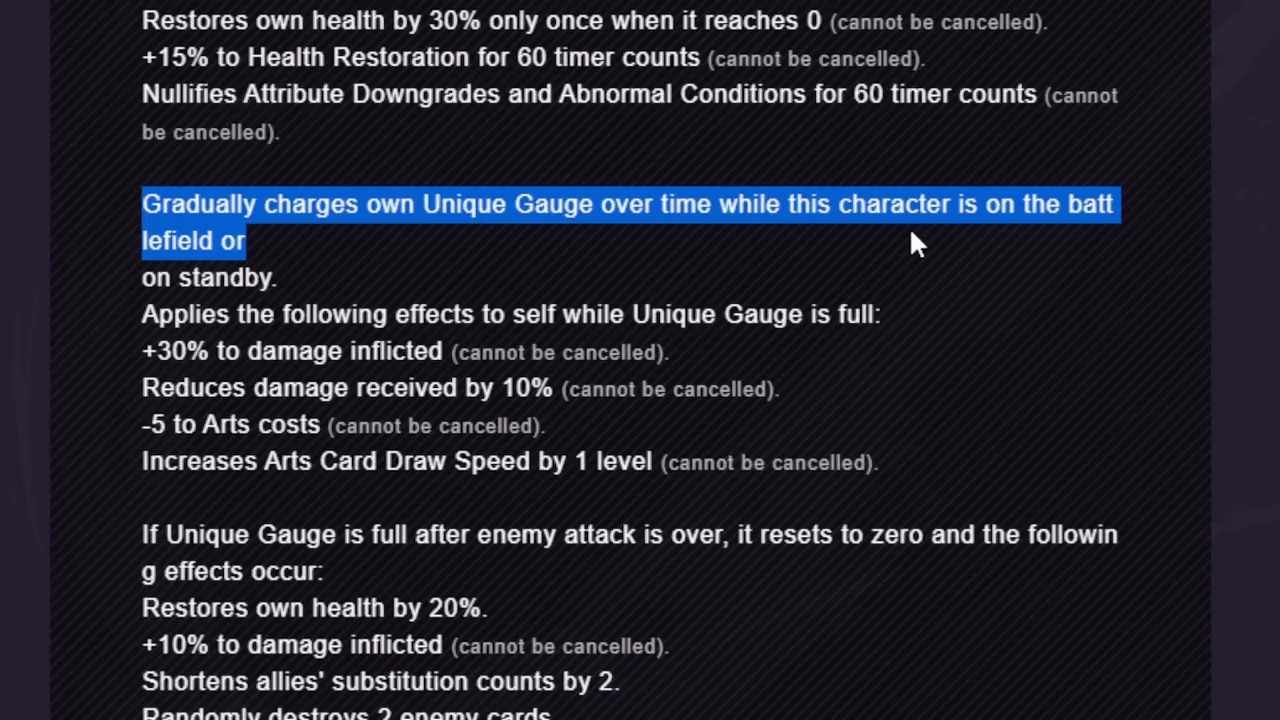 Restores own health by 30% only once when it reaches 0 (cannot be cancelled).
+15% to Health Restoration for 60 timer counts (cannot be cancelled).
Nullifies Attribute Downgrades and Abnormal Conditions for 60 timer counts (cannot
be cancelled).
Gradually charges own Unique Gauge over time while this character is on the batt
lefield or
on standby.
Applies the following effects to self while Unique Gauge is full:
+30% to damage inflicted (cannot be cancelled).
Reduces damage received by 10% (cannot be cancelled).
-5 to Arts costs (cannot be cancelled).
Increases Arts Card Draw Speed by 1 level (cannot be cancelled).
If Unique Gauge is full after enemy attack is over, it resets to zero and the followin
g effects occur:
Restores own health by 20%.
+10% to damage inflicted (cannot be cancelled).
Shortens allies' substitution counts by 2.
Randomly destroys 2 enemy cards.